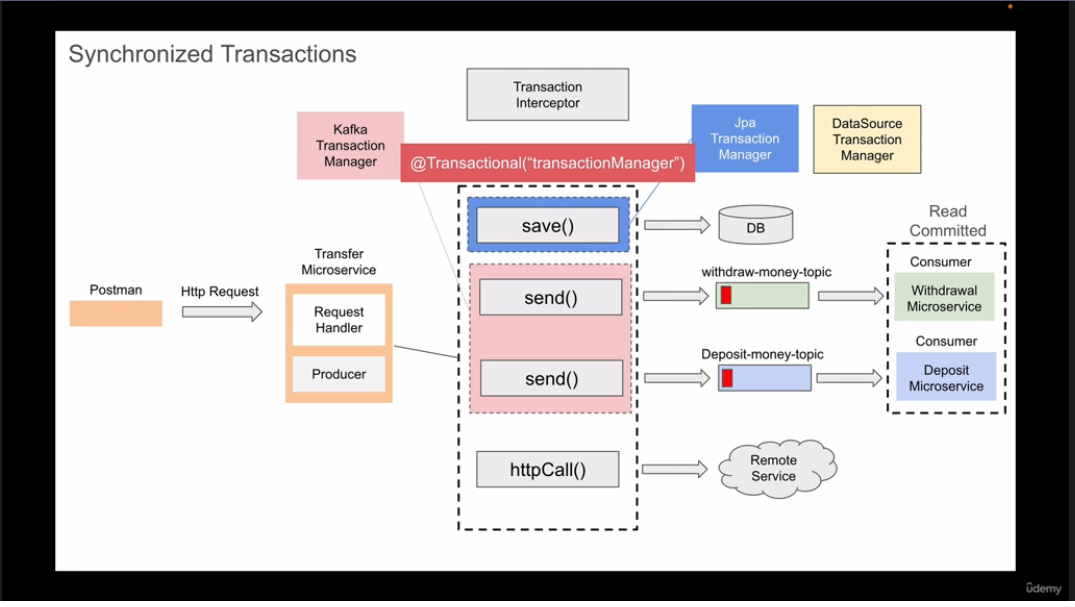 Synchronized Transactions
Transaction
Interceptor
Kafka
Transaction
Manager
@Transactional(“transactionManager”)
Jpa
Transaction
Manager
DataSource
Transaction
Manager
save()
DB
Read
Committed
Transfer
Microservice
Postman
Http Request
Request
Handler
Producer
send()
withdraw-money-topic
Consumer
Withdrawal
Microservice
send()
Deposit-money-topic
Consumer
Deposit
Microservice
httpCall()
Remote
Service
ûdemy